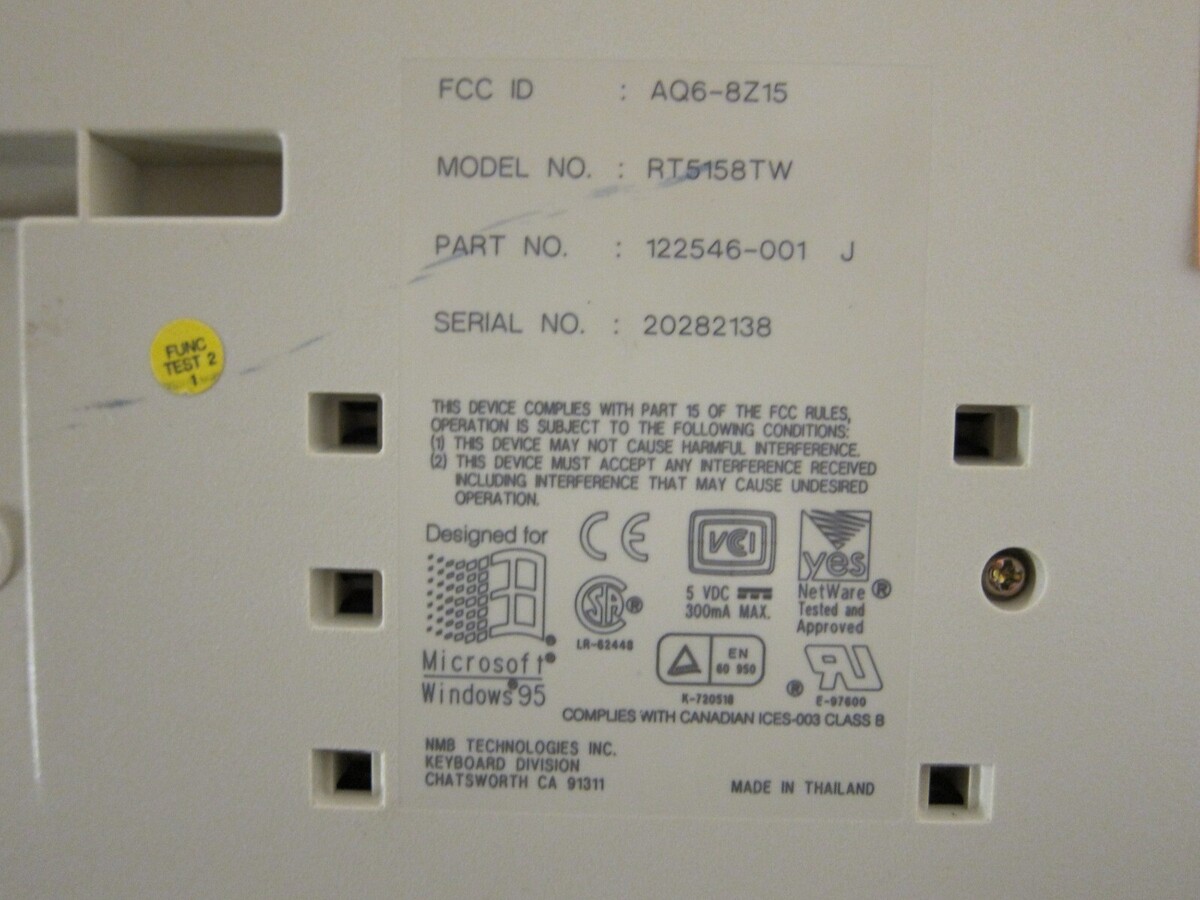 FCC ID : AQ6-8Z15
MODEL NO. : RT5158TW
PART NO. : 122546-001 J
SERIAL NO. : 20282138
FUNC
TEST 2
1
THIS DEVICE COMPLIES WITH PART 15 OF THE FCC RULES,
OPERATION IS SUBJECT TO THE FOLLOWING CONDITIONS:
(1) THIS DEVICE MAY NOT CAUSE HARMFUL INTERFERENCE.
(2) THIS DEVICE MUST ACCEPT ANY INTERFERENCE RECEIVED
INCLUDING INTERFERENCE THAT MAY CAUSE UNDESIRED
OPERATION.
Designed for
Microsoft®
Windows®95
CE
VCI
yes
NetWare®
Tested and
Approved
SA®
LR-62448
5 VDC
300mA MAX.
EN
60 950
K-720518
RU®
E-97600
COMPLIES WITH CANADIAN ICES-003 CLASS B
NMB TECHNOLOGIES INC.
KEYBOARD DIVISION
CHATSWORTH CA 91311
MADE IN THAILAND